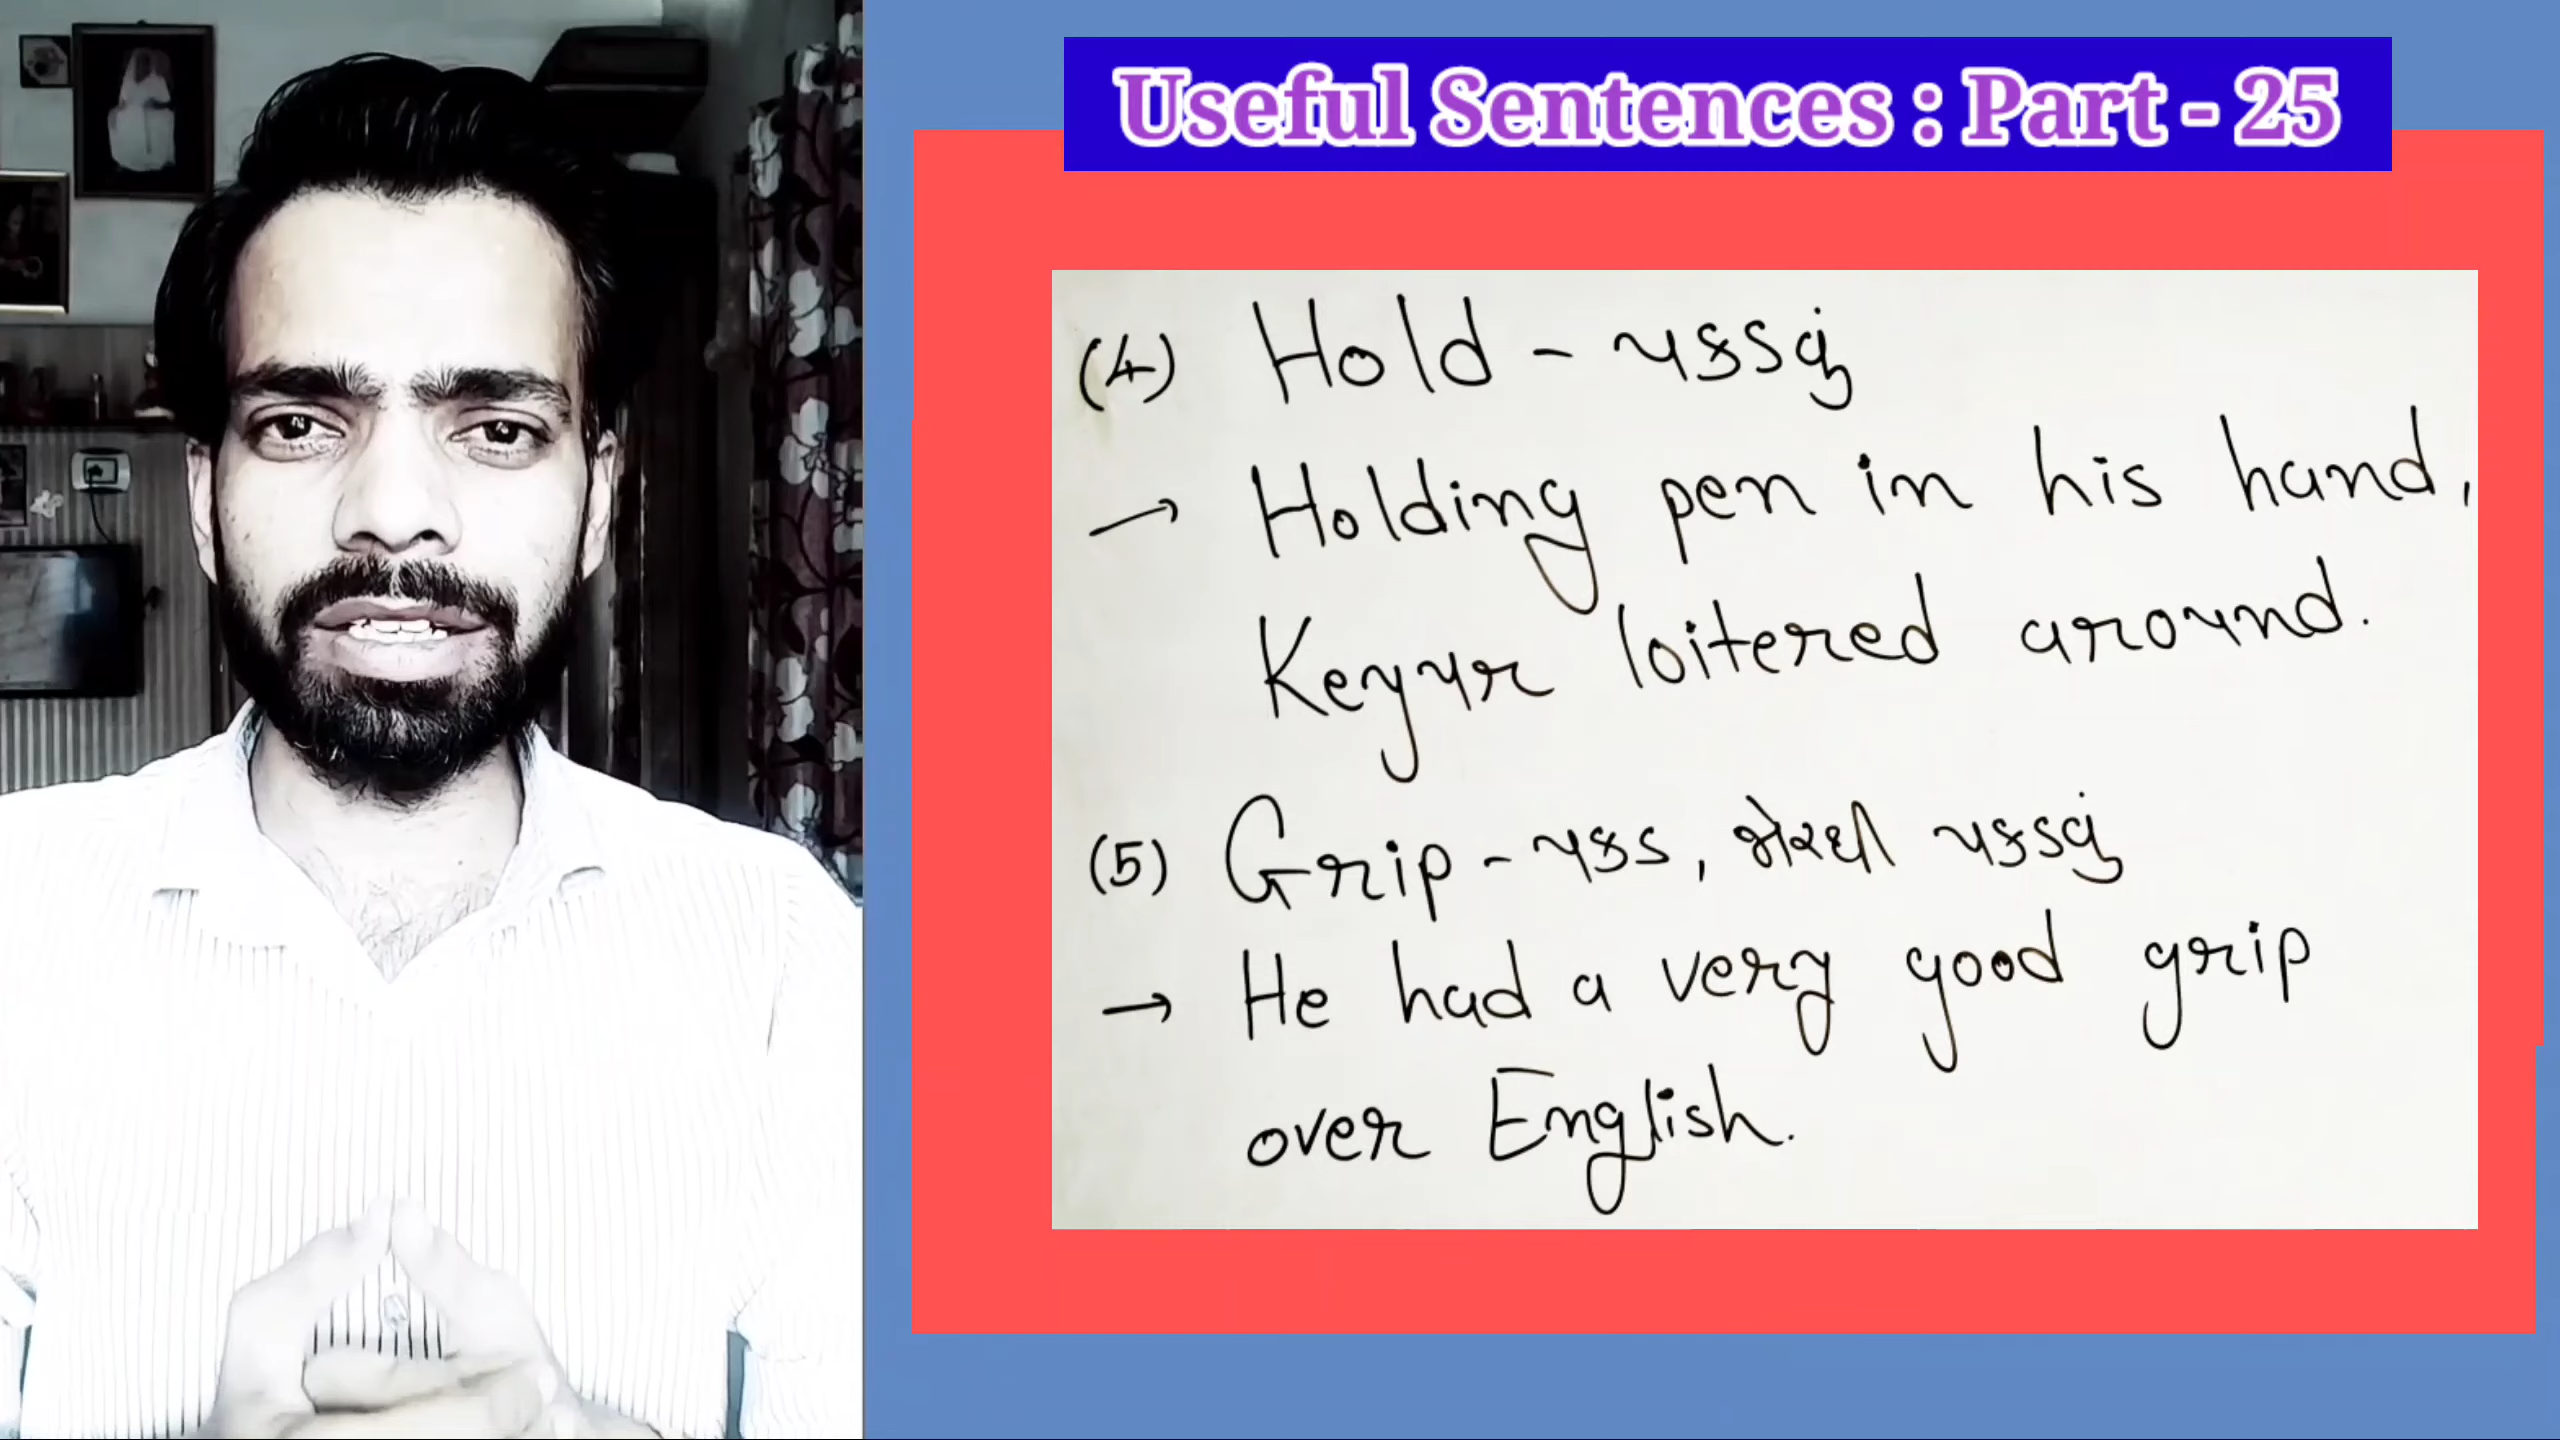 Useful Sentences : Part - 25
(4) Hold - પકડવું
→ Holding pen in his hand,
Keyur loitered around.
(5) Grip - પકડ, જોરથી પકડવું
→ He had a very good grip
over English.